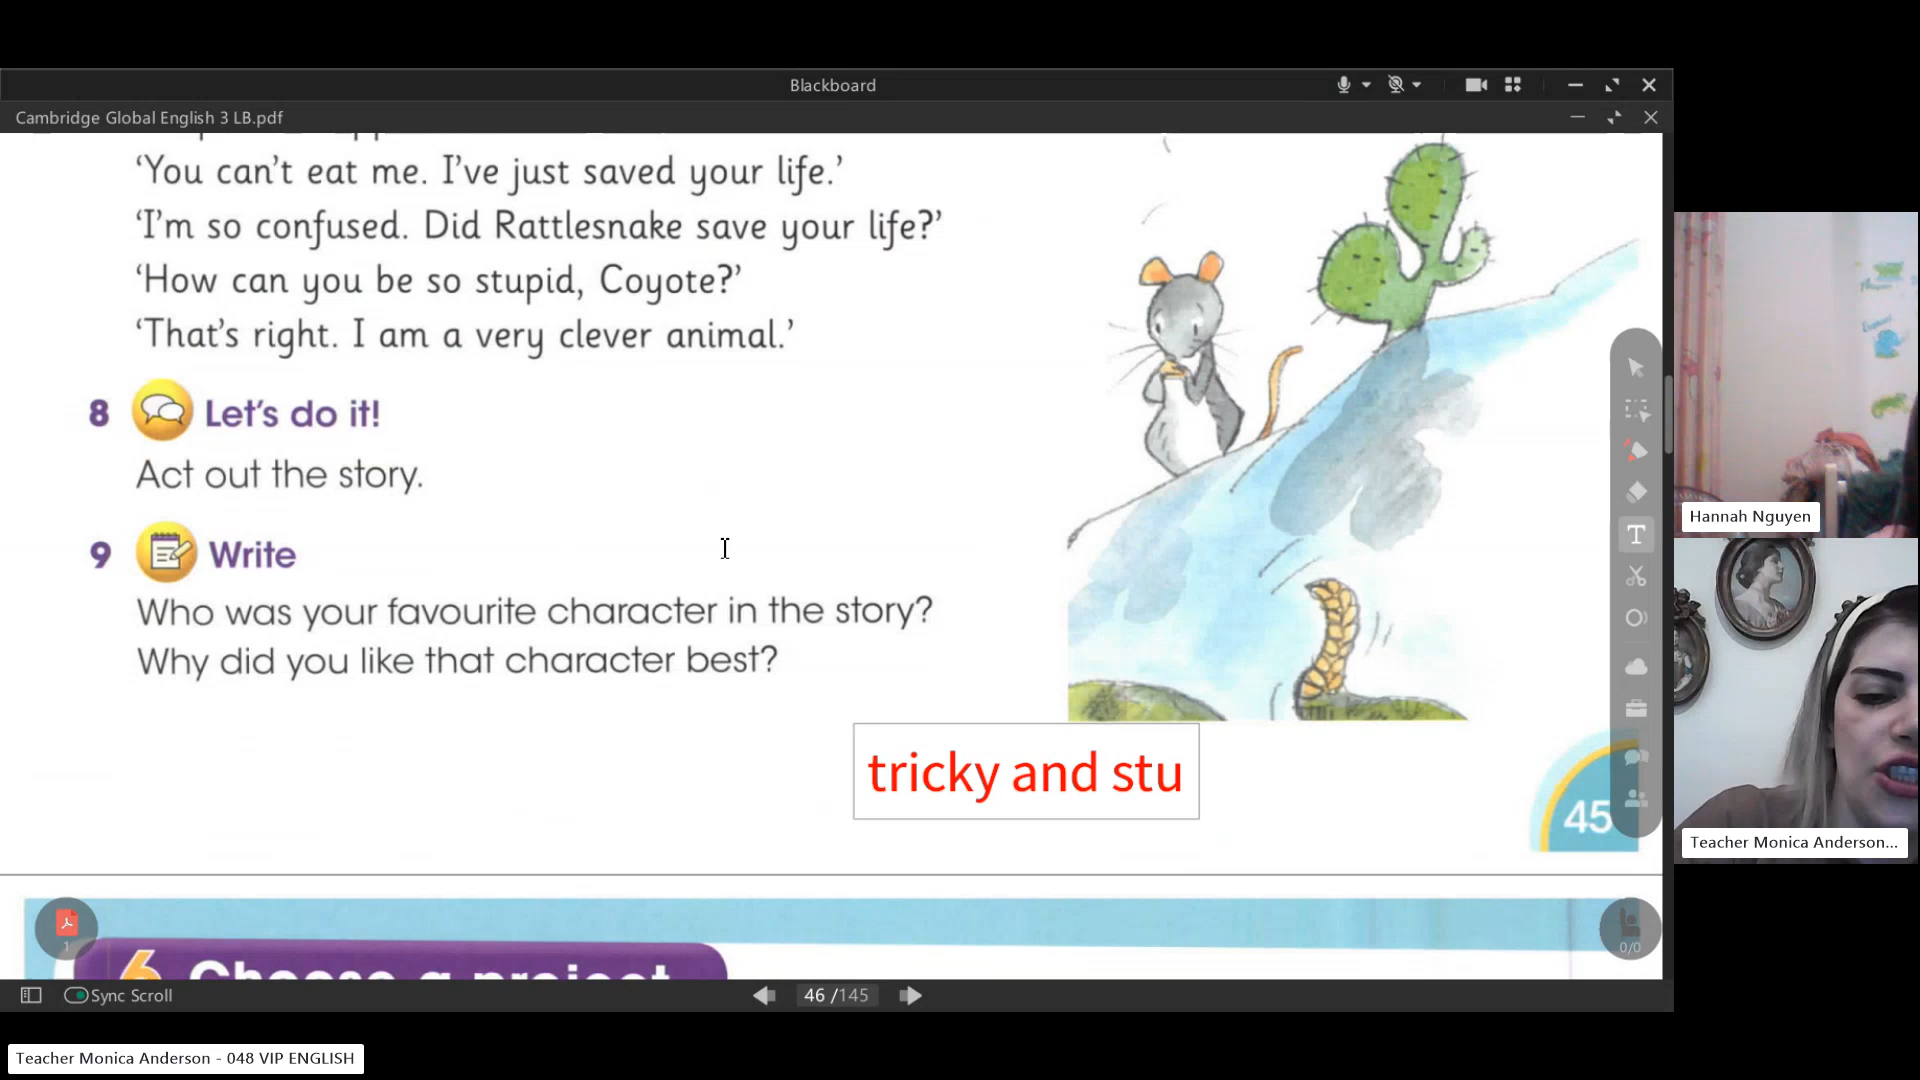 Blackboard
Cambridge Global English 3 LB.pdf
‘You can’t eat me. I’ve just saved your life.’
‘I’m so confused. Did Rattlesnake save your life?’
‘How can you be so stupid, Coyote?’
‘That’s right. I am a very clever animal.’
8 Let’s do it!
Act out the story.
9 Write
Who was your favourite character in the story?
Why did you like that character best?
tricky and stu
45
T
Hannah Nguyen
Teacher Monica Anderson...
1
0/0
6 Choose a project
Sync Scroll
46 /145
Teacher Monica Anderson - 048 VIP ENGLISH